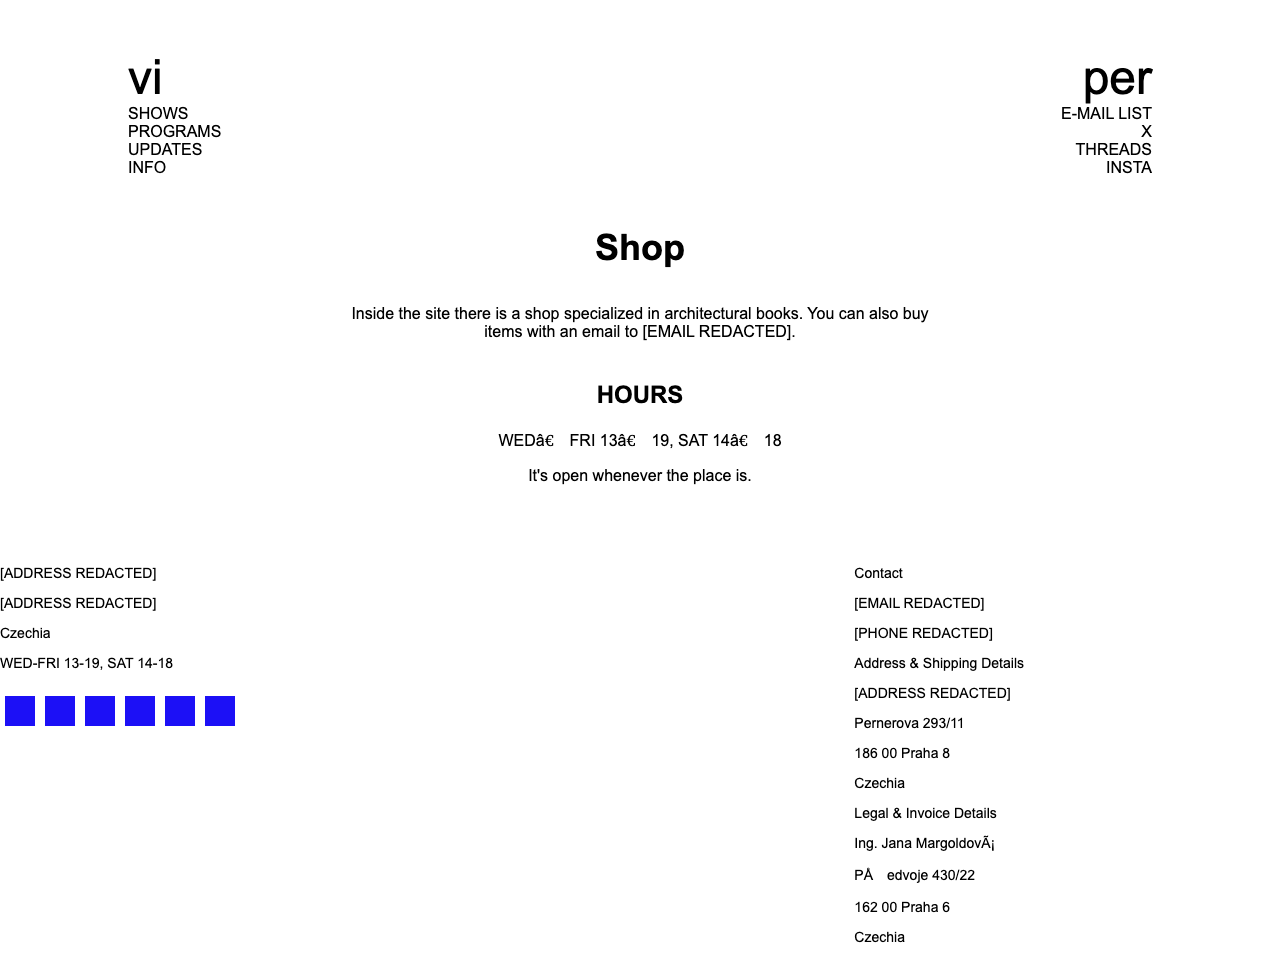 vi
SHOWS
PROGRAMS
UPDATES
INFO
per
E-MAIL LIST
X
THREADS
INSTA
Shop
Inside the site there is a shop specialized in architectural books. You can also buy
items with an email to [EMAIL REDACTED].
HOURS
WEDâ€ FRI 13â€ 19, SAT 14â€ 18
It's open whenever the place is.
[ADDRESS REDACTED]
[ADDRESS REDACTED]
Czechia
WED-FRI 13-19, SAT 14-18
Contact
[EMAIL REDACTED]
[PHONE REDACTED]
Address & Shipping Details
[ADDRESS REDACTED]
Pernerova 293/11
186 00 Praha 8
Czechia
Legal & Invoice Details
Ing. Jana MargoldovÃ¡
PÅ edvoje 430/22
162 00 Praha 6
Czechia